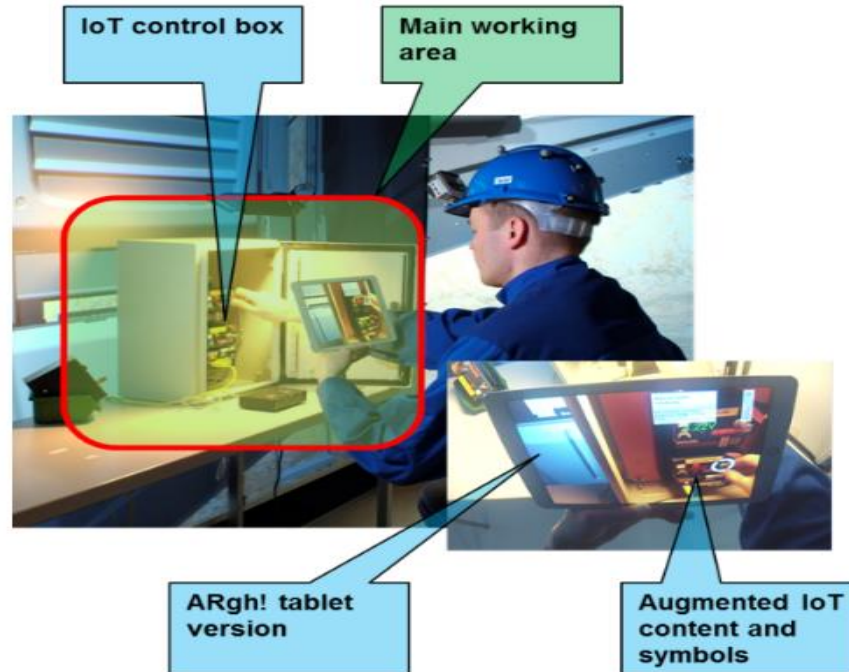 IoT control box
Main working
area
ARgh! tablet
version
Augmented IoT
content and
symbols